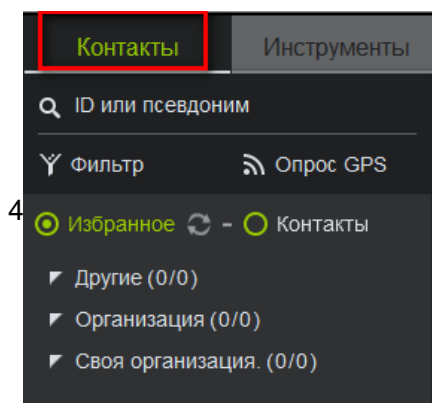 Контакты Инструменты
ID или псевдоним
Фильтр Опрос GPS
4
Избранное - Контакты
Другие (0/0)
Организация (0/0)
Своя организация. (0/0)